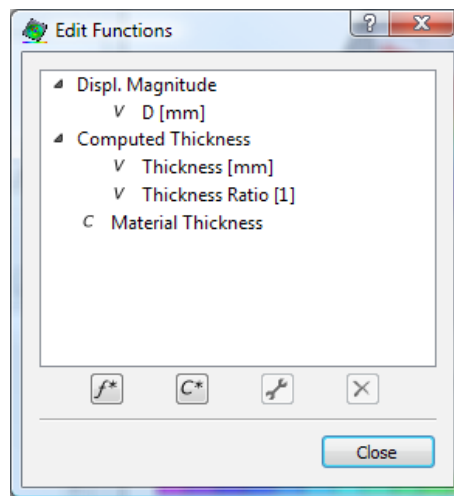 Edit Functions
? X
Displ. Magnitude
V D [mm]
Computed Thickness
V Thickness [mm]
V Thickness Ratio [1]
C Material Thickness
f* C*
Close